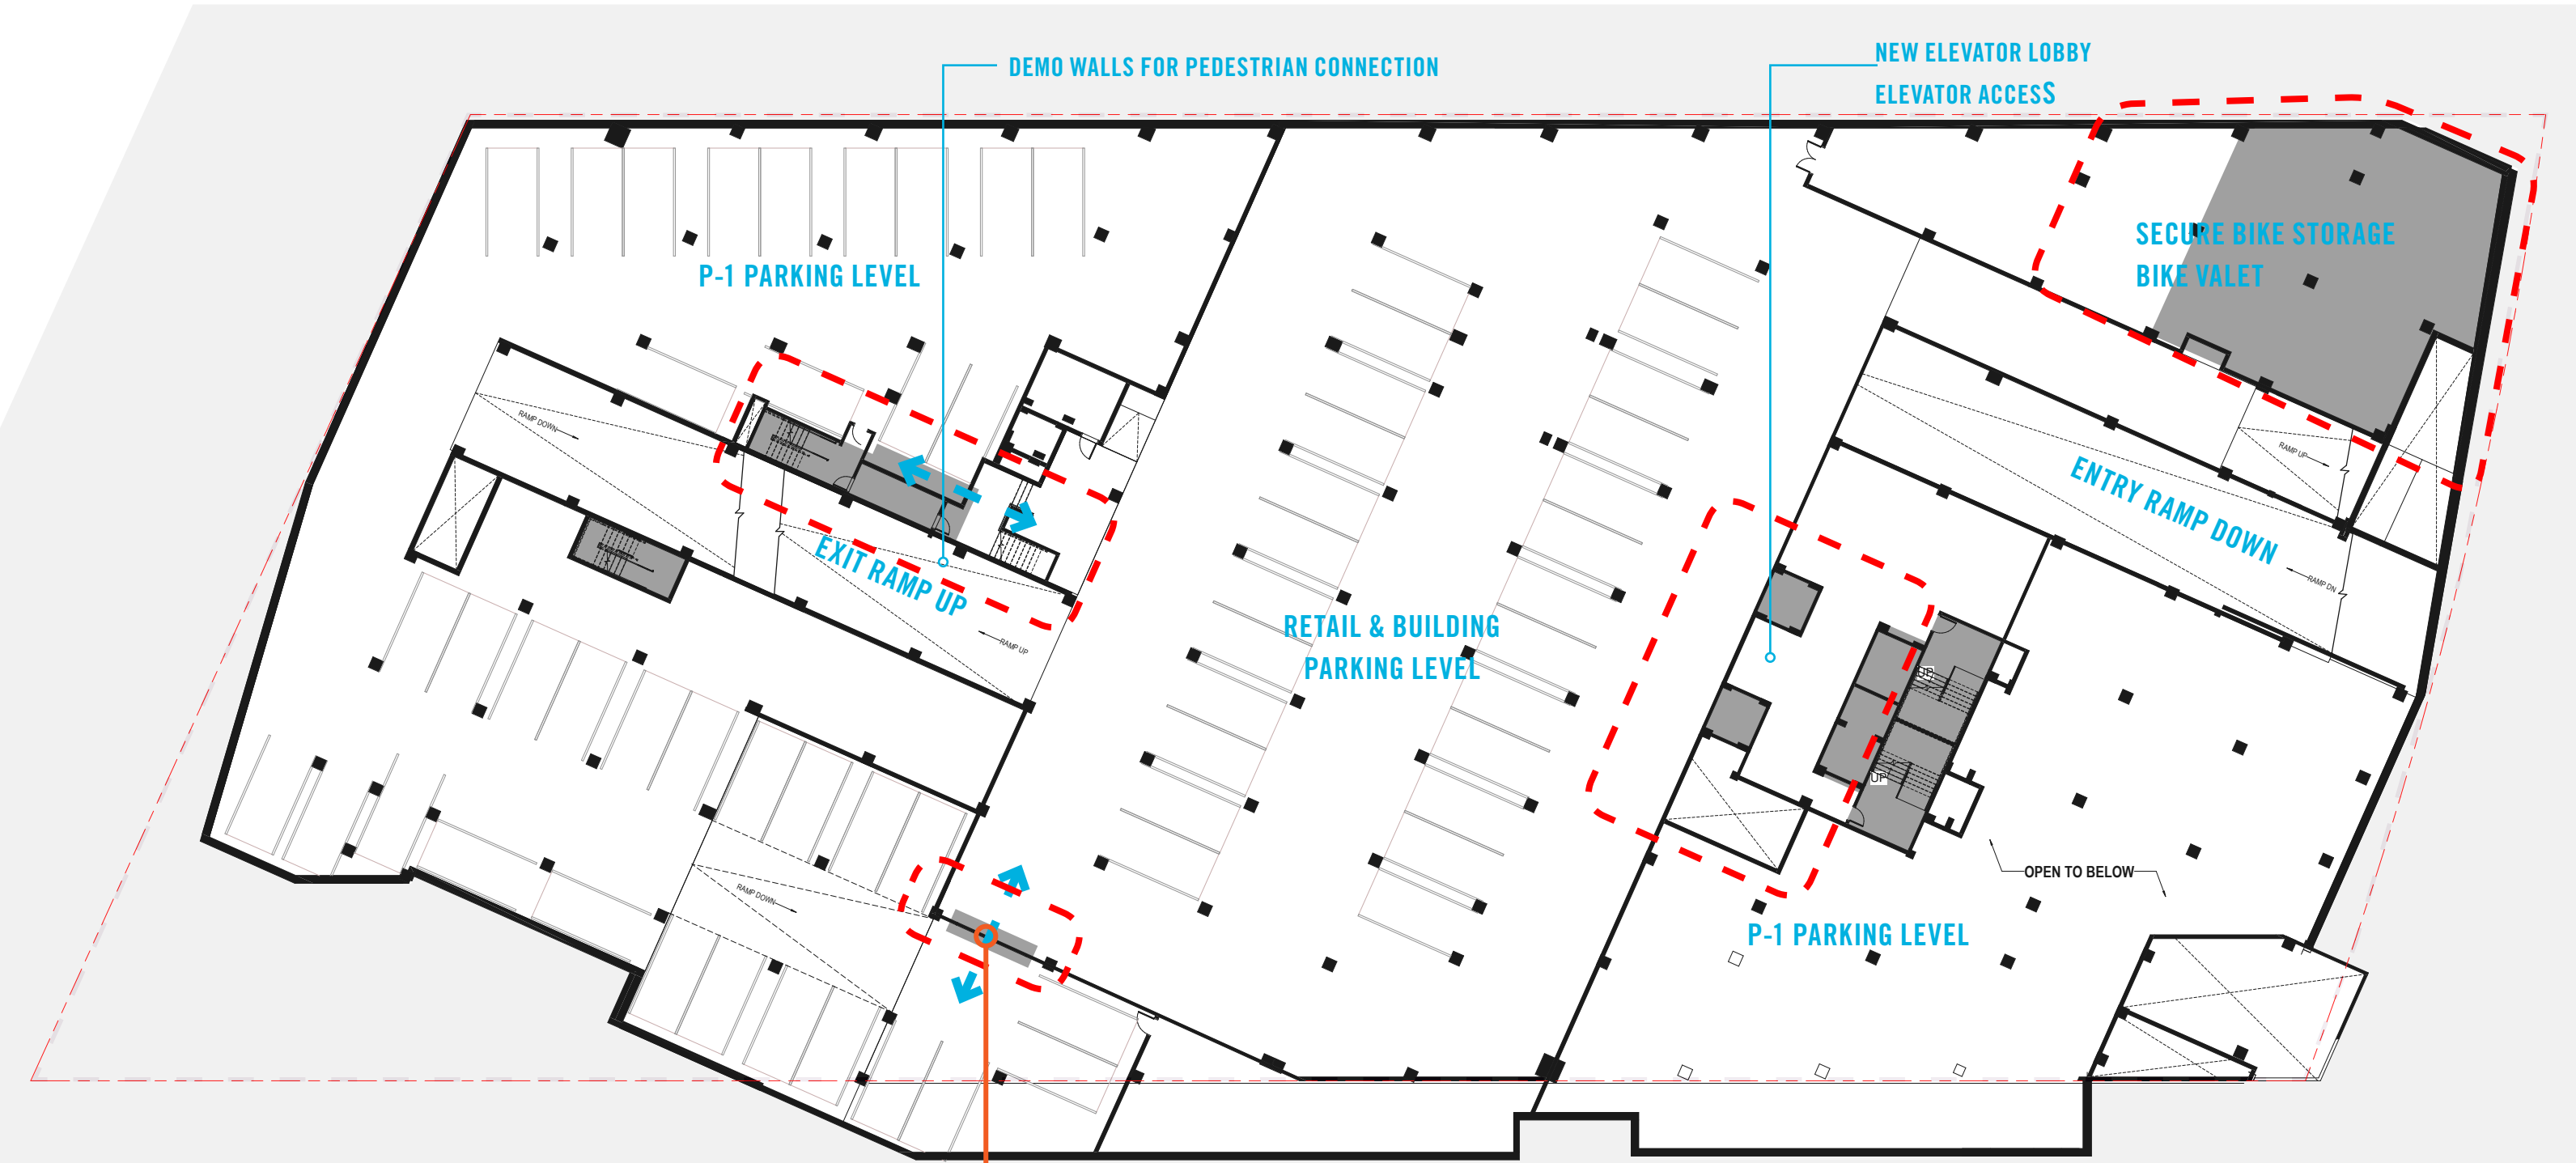 DEMO WALLS FOR PEDESTRIAN CONNECTION
NEW ELEVATOR LOBBY
ELEVATOR ACCESS
SECURE BIKE STORAGE
BIKE VALET
P-1 PARKING LEVEL
RAMP DOWN
RAMP UP
ENTRY RAMP DOWN
EXIT RAMP UP
RAMP DN
RETAIL & BUILDING
PARKING LEVEL
RAMP UP
UP
UP
OPEN TO BELOW
RAMP DOWN
P-1 PARKING LEVEL